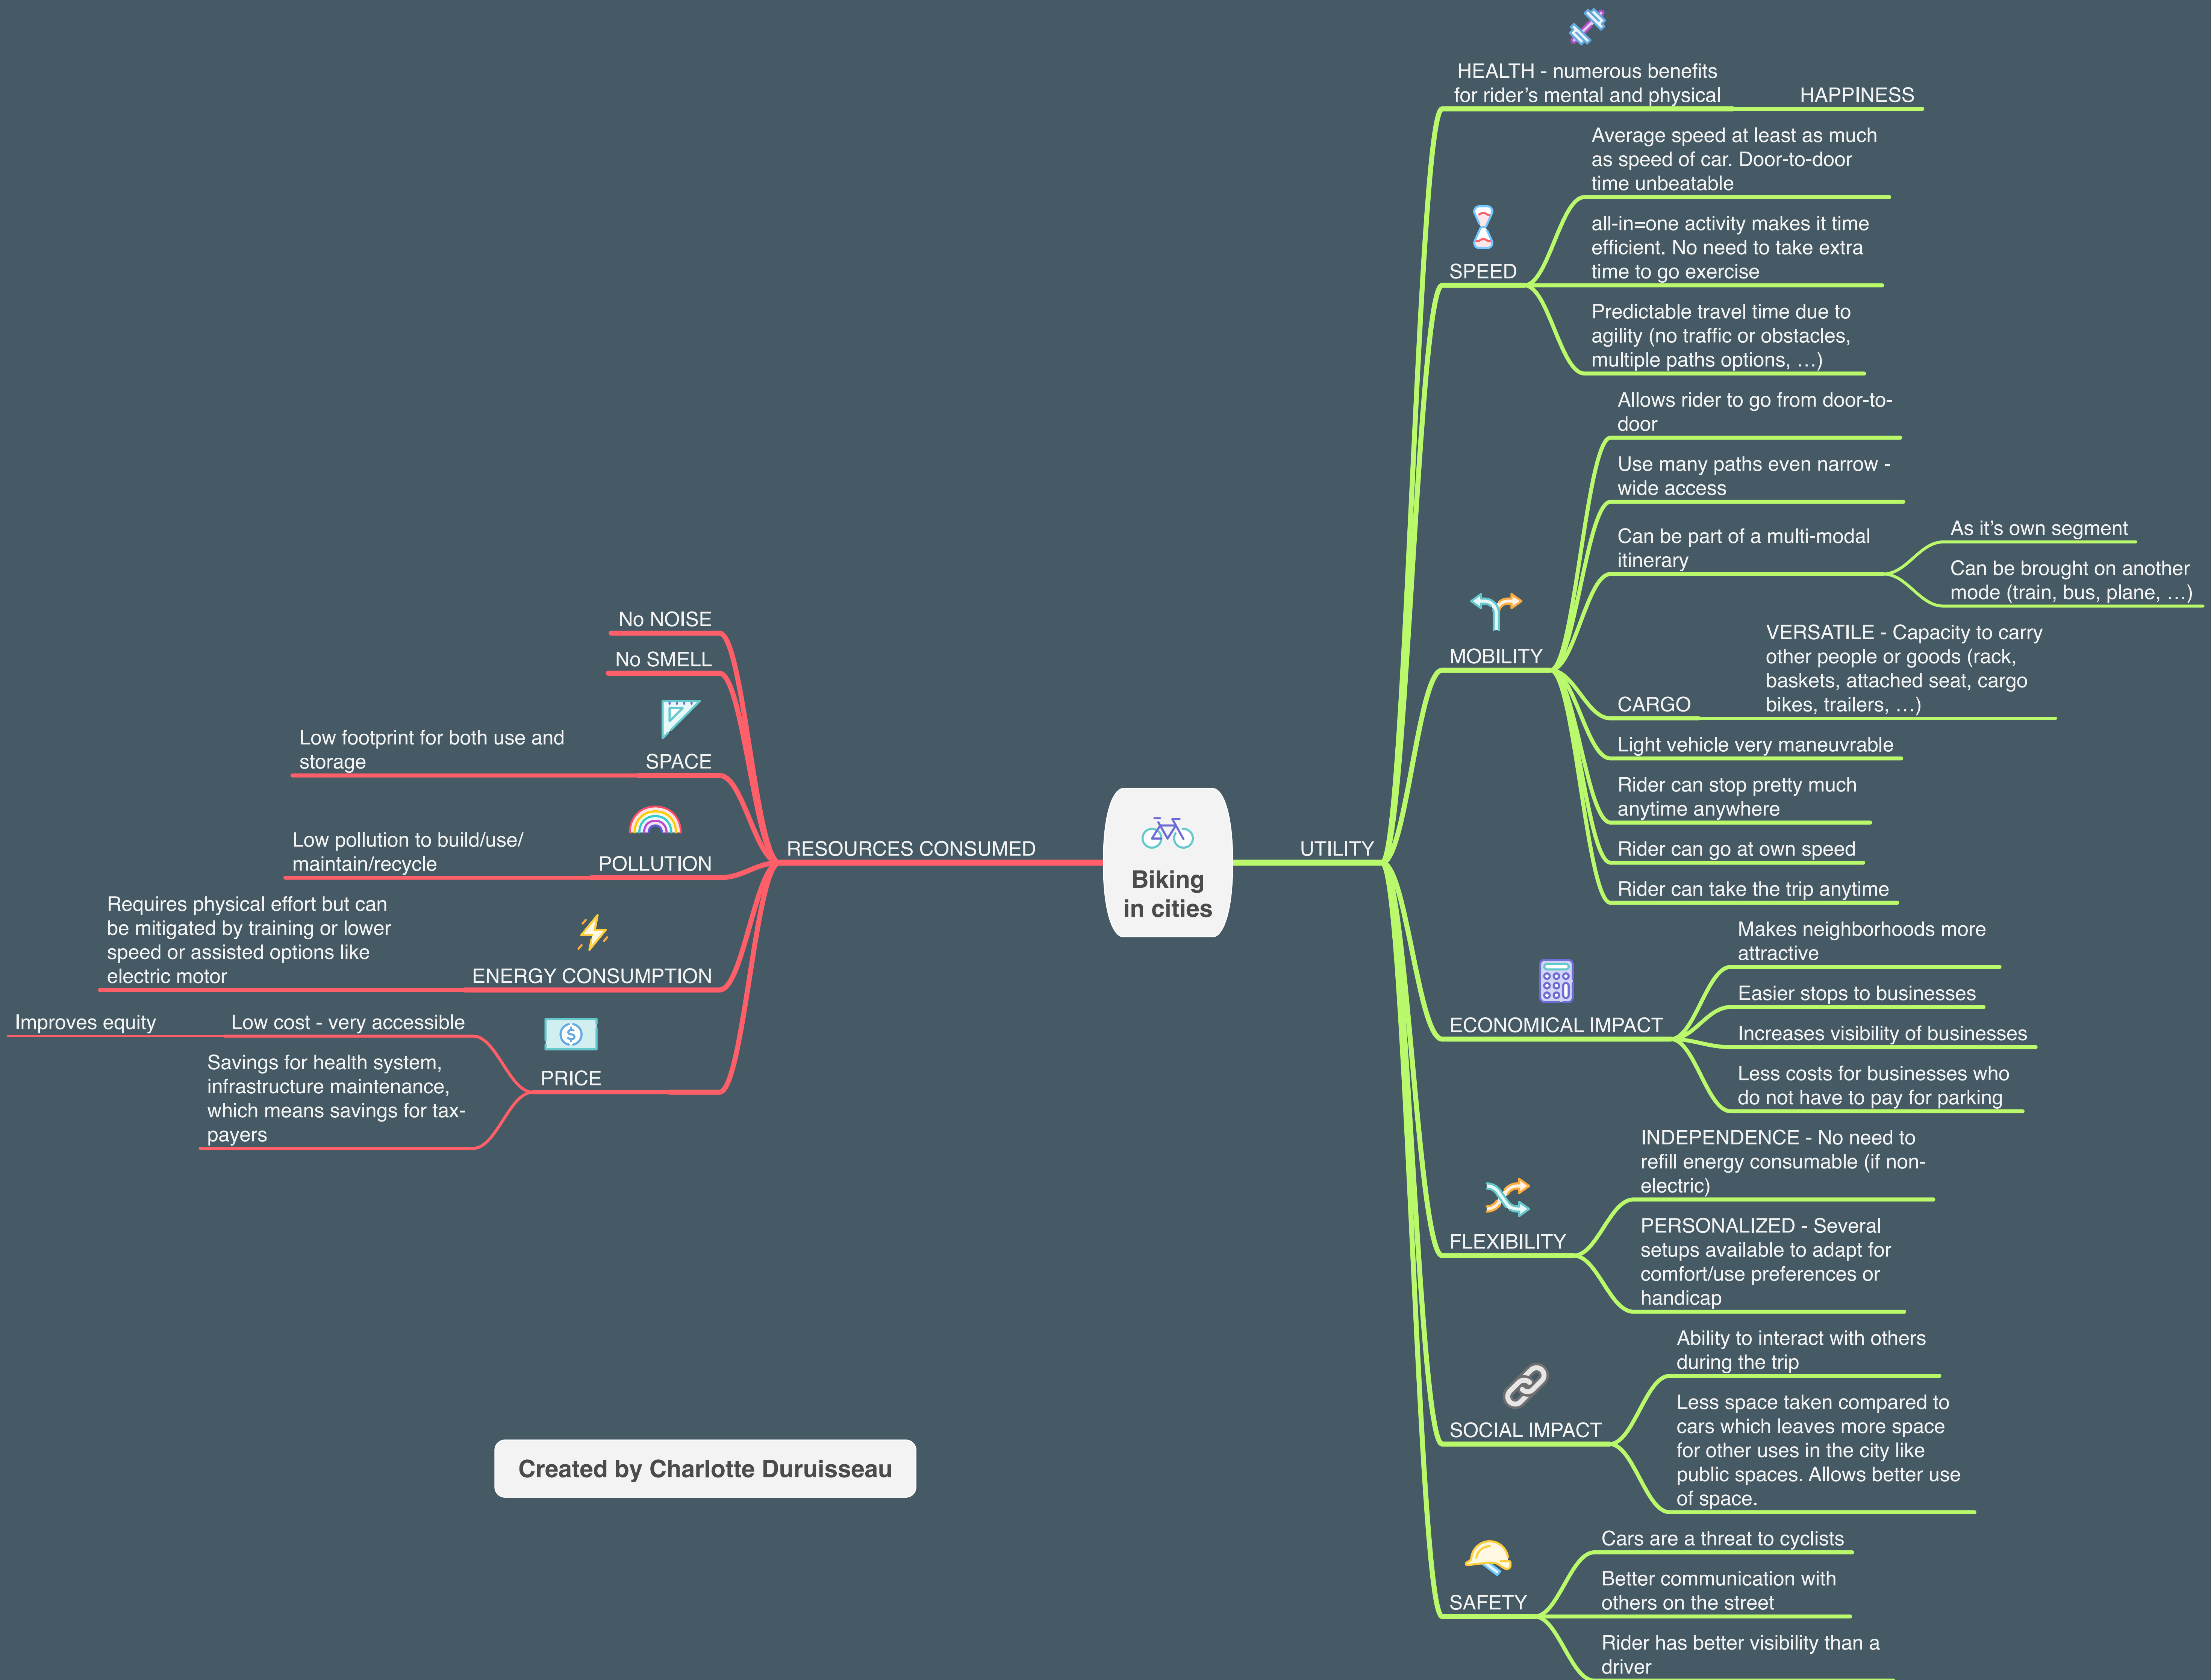 Biking
in cities
UTILITY
HEALTH - numerous benefits
for rider’s mental and physical
HAPPINESS
SPEED
Average speed at least as much
as speed of car. Door-to-door
time unbeatable
all-in=one activity makes it time
efficient. No need to take extra
time to go exercise
Predictable travel time due to
agility (no traffic or obstacles,
multiple paths options, …)
MOBILITY
Allows rider to go from door-to-
door
Use many paths even narrow -
wide access
Can be part of a multi-modal
itinerary
As it’s own segment
Can be brought on another
mode (train, bus, plane, …)
CARGO
VERSATILE - Capacity to carry
other people or goods (rack,
baskets, attached seat, cargo
bikes, trailers, …)
Light vehicle very maneuvrable
Rider can stop pretty much
anytime anywhere
Rider can go at own speed
Rider can take the trip anytime
ECONOMICAL IMPACT
Makes neighborhoods more
attractive
Easier stops to businesses
Increases visibility of businesses
Less costs for businesses who
do not have to pay for parking
FLEXIBILITY
INDEPENDENCE - No need to
refill energy consumable (if non-
electric)
PERSONALIZED - Several
setups available to adapt for
comfort/use preferences or
handicap
SOCIAL IMPACT
Ability to interact with others
during the trip
Less space taken compared to
cars which leaves more space
for other uses in the city like
public spaces. Allows better use
of space.
SAFETY
Cars are a threat to cyclists
Better communication with
others on the street
Rider has better visibility than a
driver
RESOURCES CONSUMED
No NOISE
No SMELL
SPACE
Low footprint for both use and
storage
POLLUTION
Low pollution to build/use/
maintain/recycle
ENERGY CONSUMPTION
Requires physical effort but can
be mitigated by training or lower
speed or assisted options like
electric motor
PRICE
Low cost - very accessible
Improves equity
Savings for health system,
infrastructure maintenance,
which means savings for tax-
payers
Created by Charlotte Duruisseau